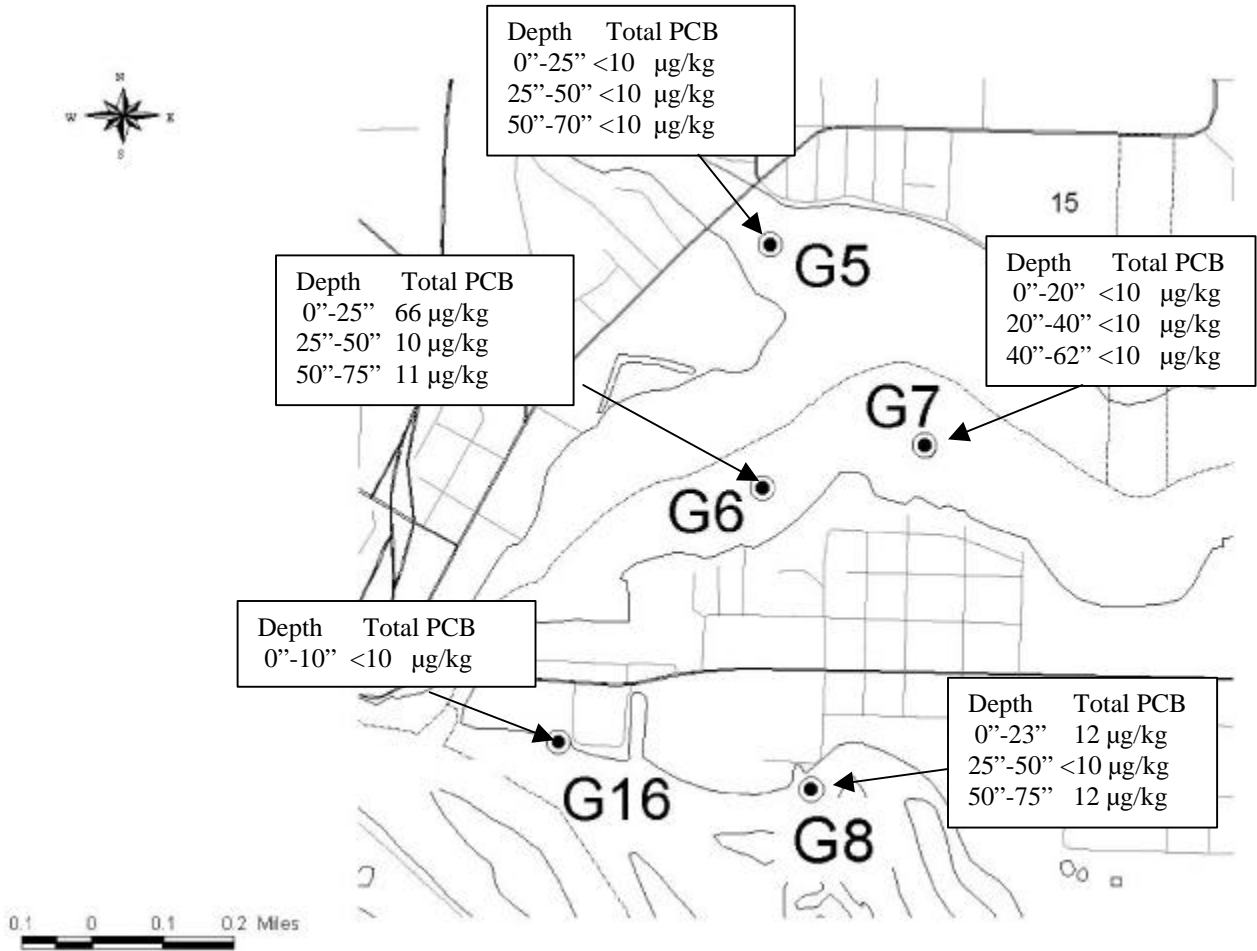 Depth Total PCB
0”-25” <10 µg/kg
25”-50” <10 µg/kg
50”-70” <10 µg/kg
N
W E
S
15
G5
Depth Total PCB
0”-20” <10 µg/kg
20”-40” <10 µg/kg
40”-62” <10 µg/kg
Depth Total PCB
0”-25” 66 µg/kg
25”-50” 10 µg/kg
50”-75” 11 µg/kg
G7
G6
Depth Total PCB
0”-10” <10 µg/kg
Depth Total PCB
0”-23” 12 µg/kg
25”-50” <10 µg/kg
50”-75” 12 µg/kg
G16
G8
0.1 0 0.1 0.2 Miles